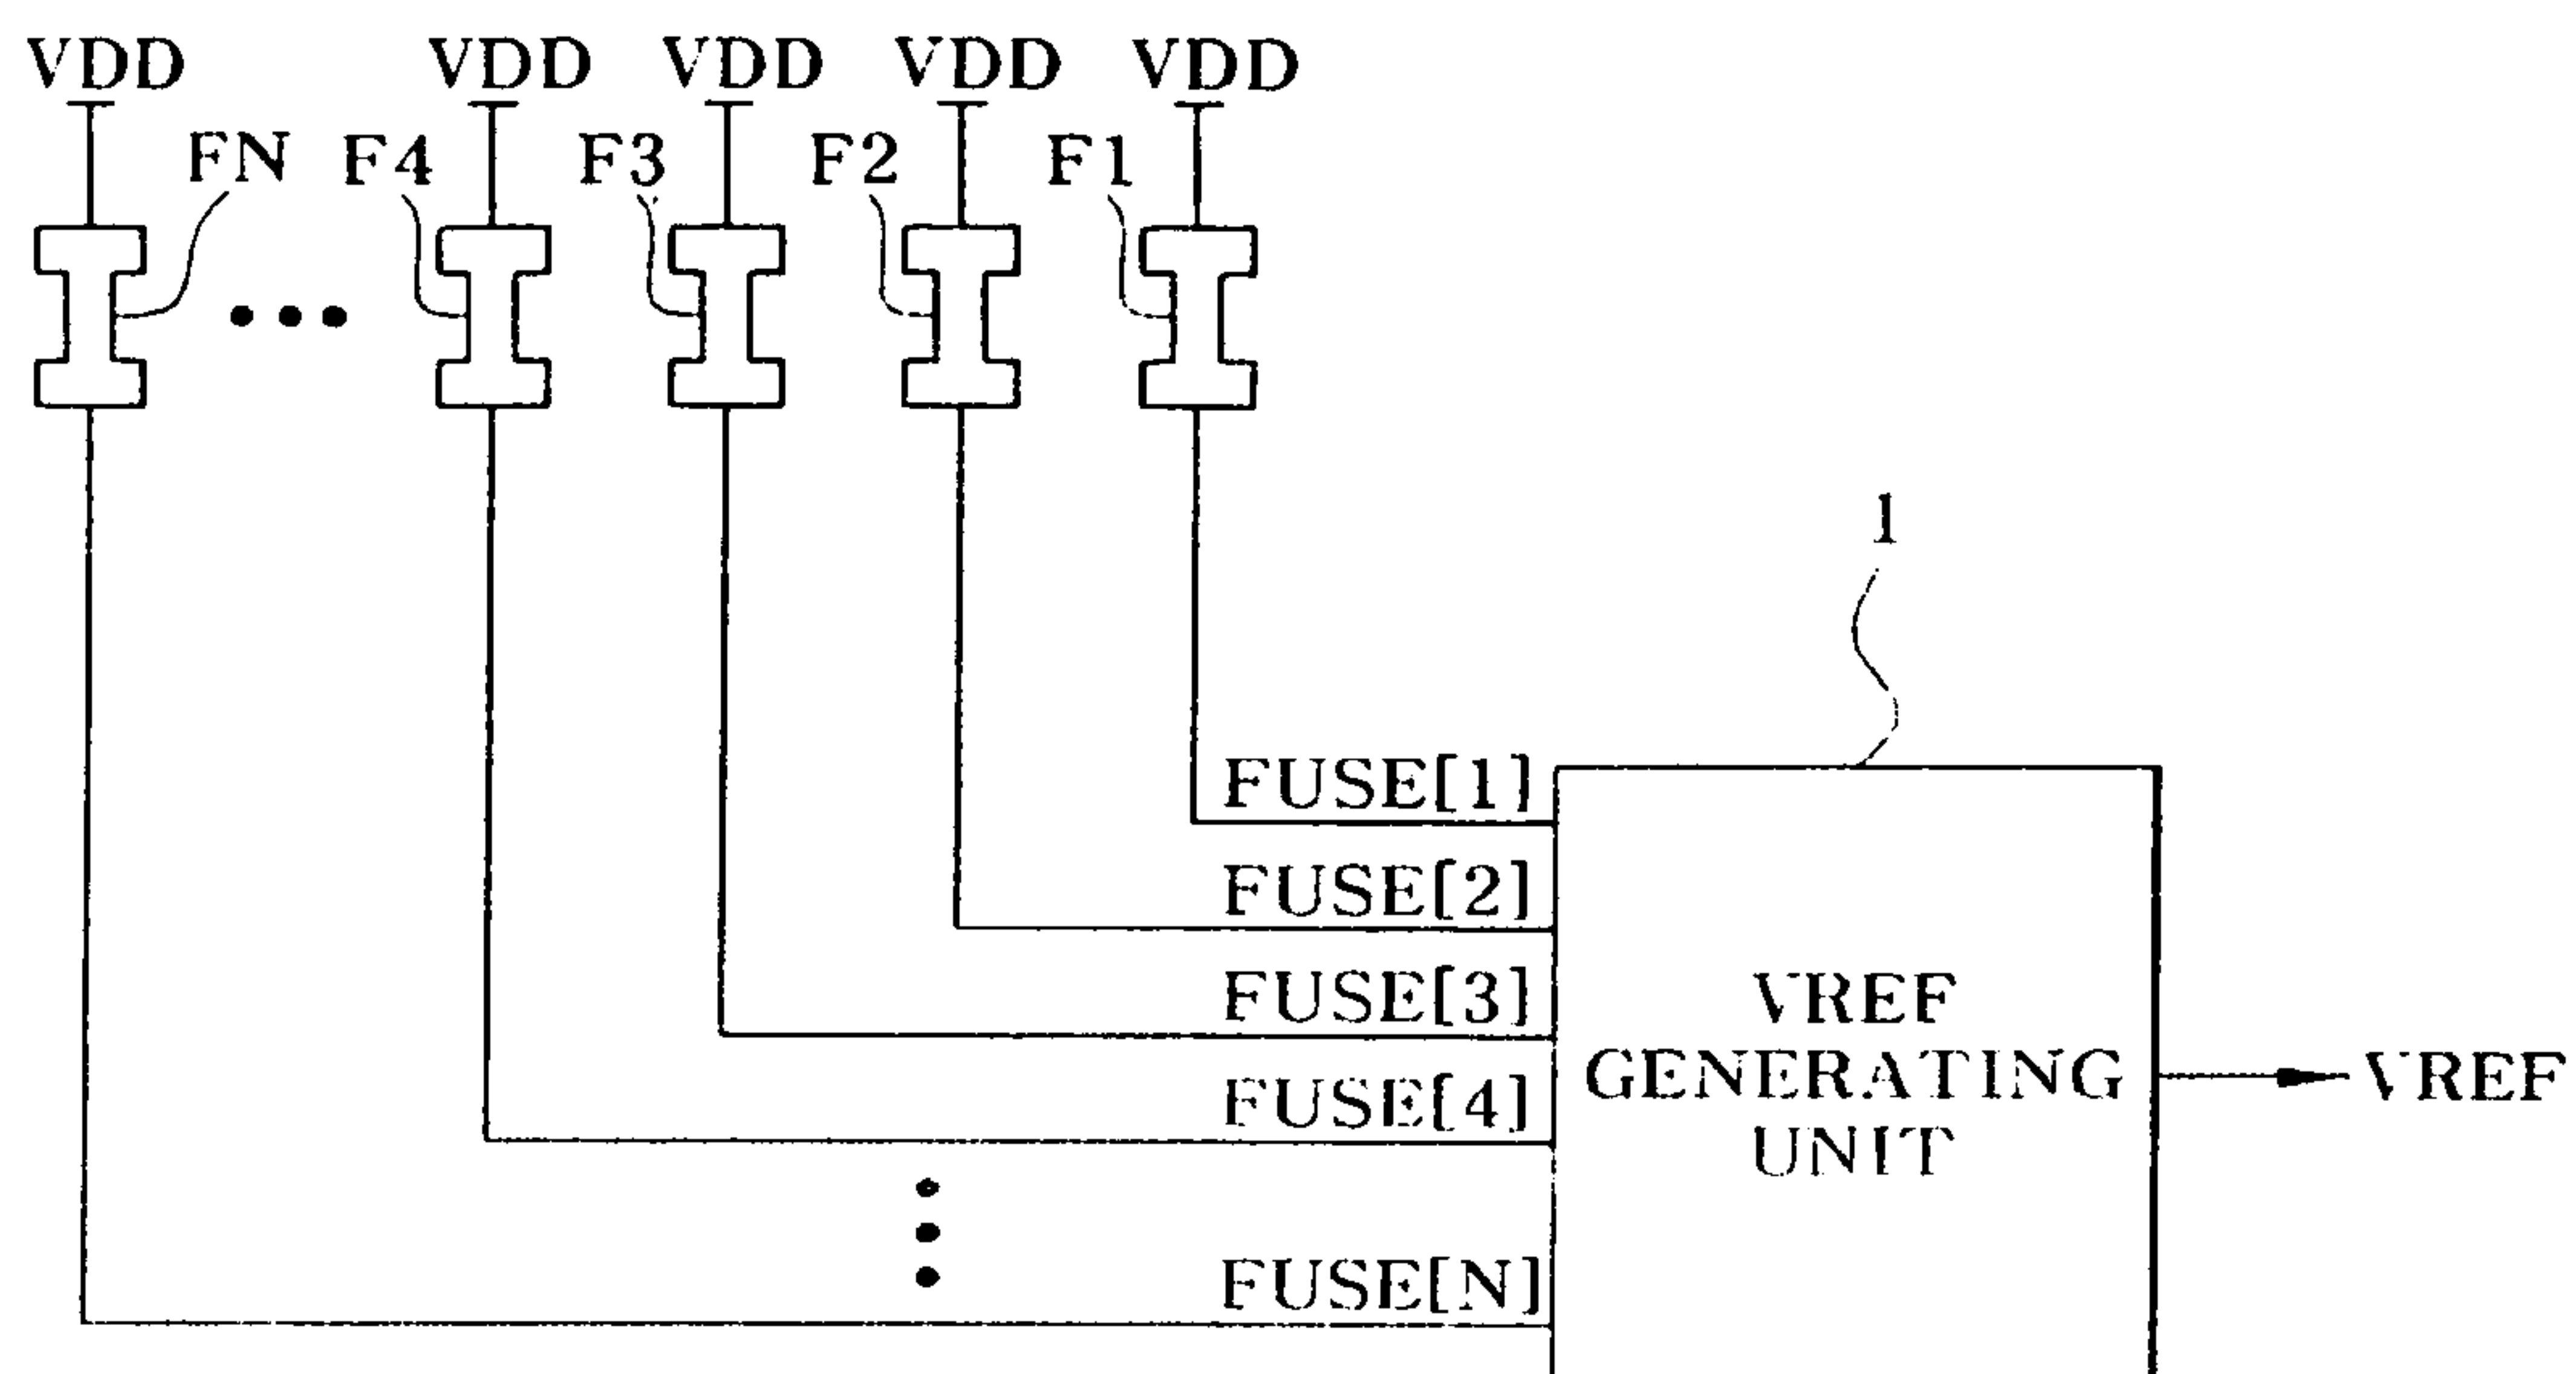 VDD VDD VDD VDD VDD
FN F4 F3 F2 F1
1
FUSE[1]
FUSE[2]
FUSE[3]
FUSE[4]
FUSE[N]
VREF
GENERATING
UNIT
VREF